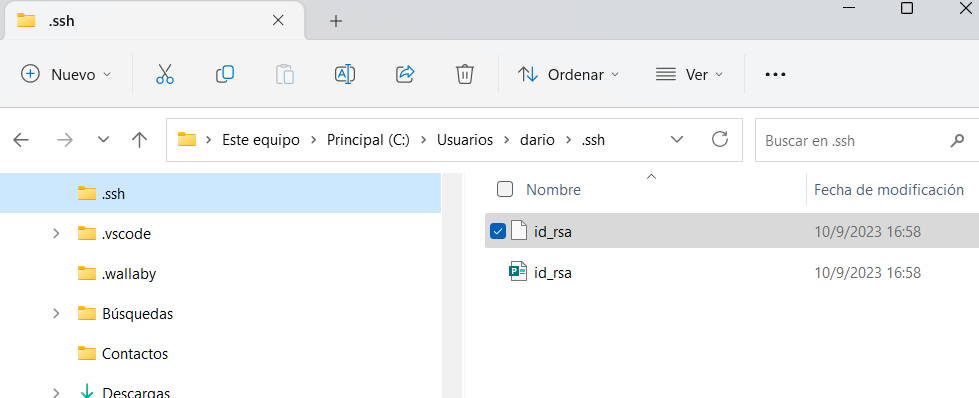 .ssh
Nuevo
Ordenar
Ver
Este equipo > Principal (C:) > Usuarios > dario > .ssh
Buscar en .ssh
.ssh
.vscode
.wallaby
Búsquedas
Contactos
Descargas
Nombre Fecha de modificación
id_rsa 10/9/2023 16:58
id_rsa 10/9/2023 16:58